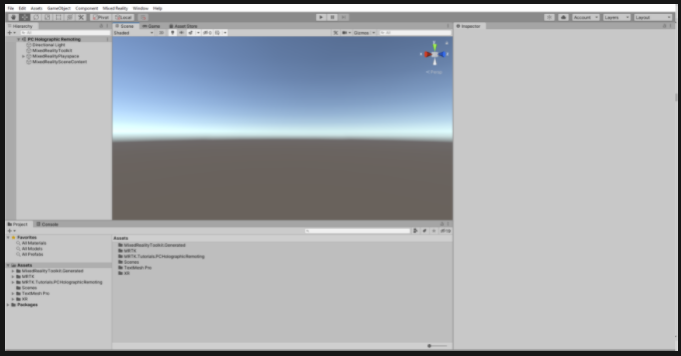 File Edit Assets GameObject Component Mixed Reality Window Help
Pivot Local Account Layers Layout
Hierarchy Scene Game Asset Store Inspector
All Shaded 2D Gizmos All
PC Holographic Remoting
Directional Light
MixedRealityToolkit
MixedRealityPlayspace
MixedRealitySceneContent
Persp
Project Console
Favorites
All Materials
All Models
All Prefabs
Assets
MixedRealityToolkit.Generated
MRTK
MRTK.Tutorials.PCHolographicRemoting
Scenes
TextMesh Pro
XR
Packages
Assets
MixedRealityToolkit.Generated
MRTK
MRTK.Tutorials.PCHolographicRemoting
Scenes
TextMesh Pro
XR